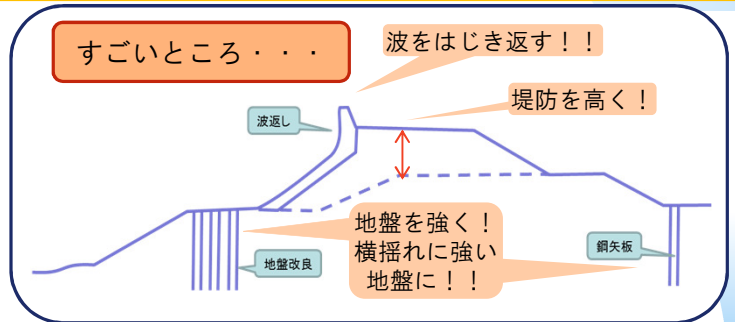 すごいところ・・・
波をはじき返す！！
堤防を高く！
波返し
地盤を強く！
横揺れに強い
地盤に！！
地盤改良
鋼矢板